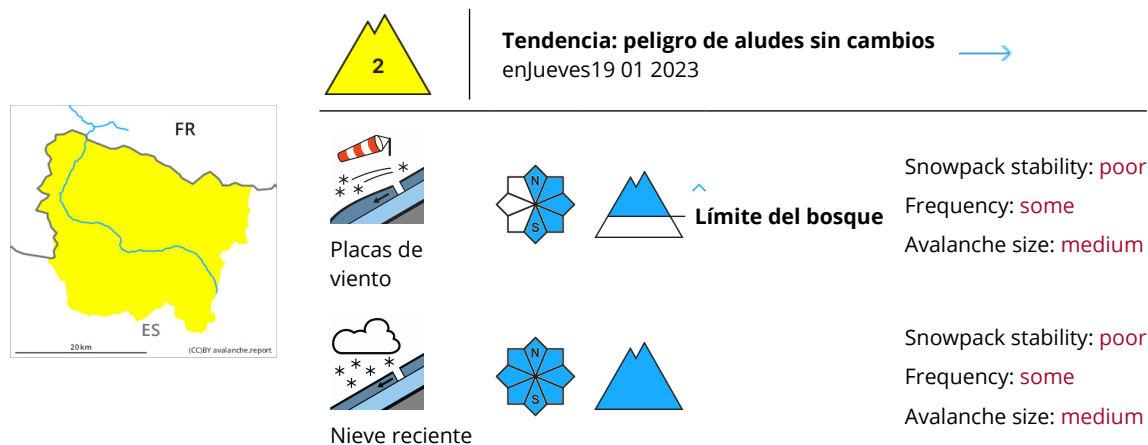 2
Tendencia: peligro de aludes sin cambios
enJueves19 01 2023
FR
ES
20 km
(CC)BY avalanche.report
Placas de
viento
N
S
Límite del bosque
Snowpack stability: poor
Frequency: some
Avalanche size: medium
Nieve reciente
N
S
Snowpack stability: poor
Frequency: some
Avalanche size: medium